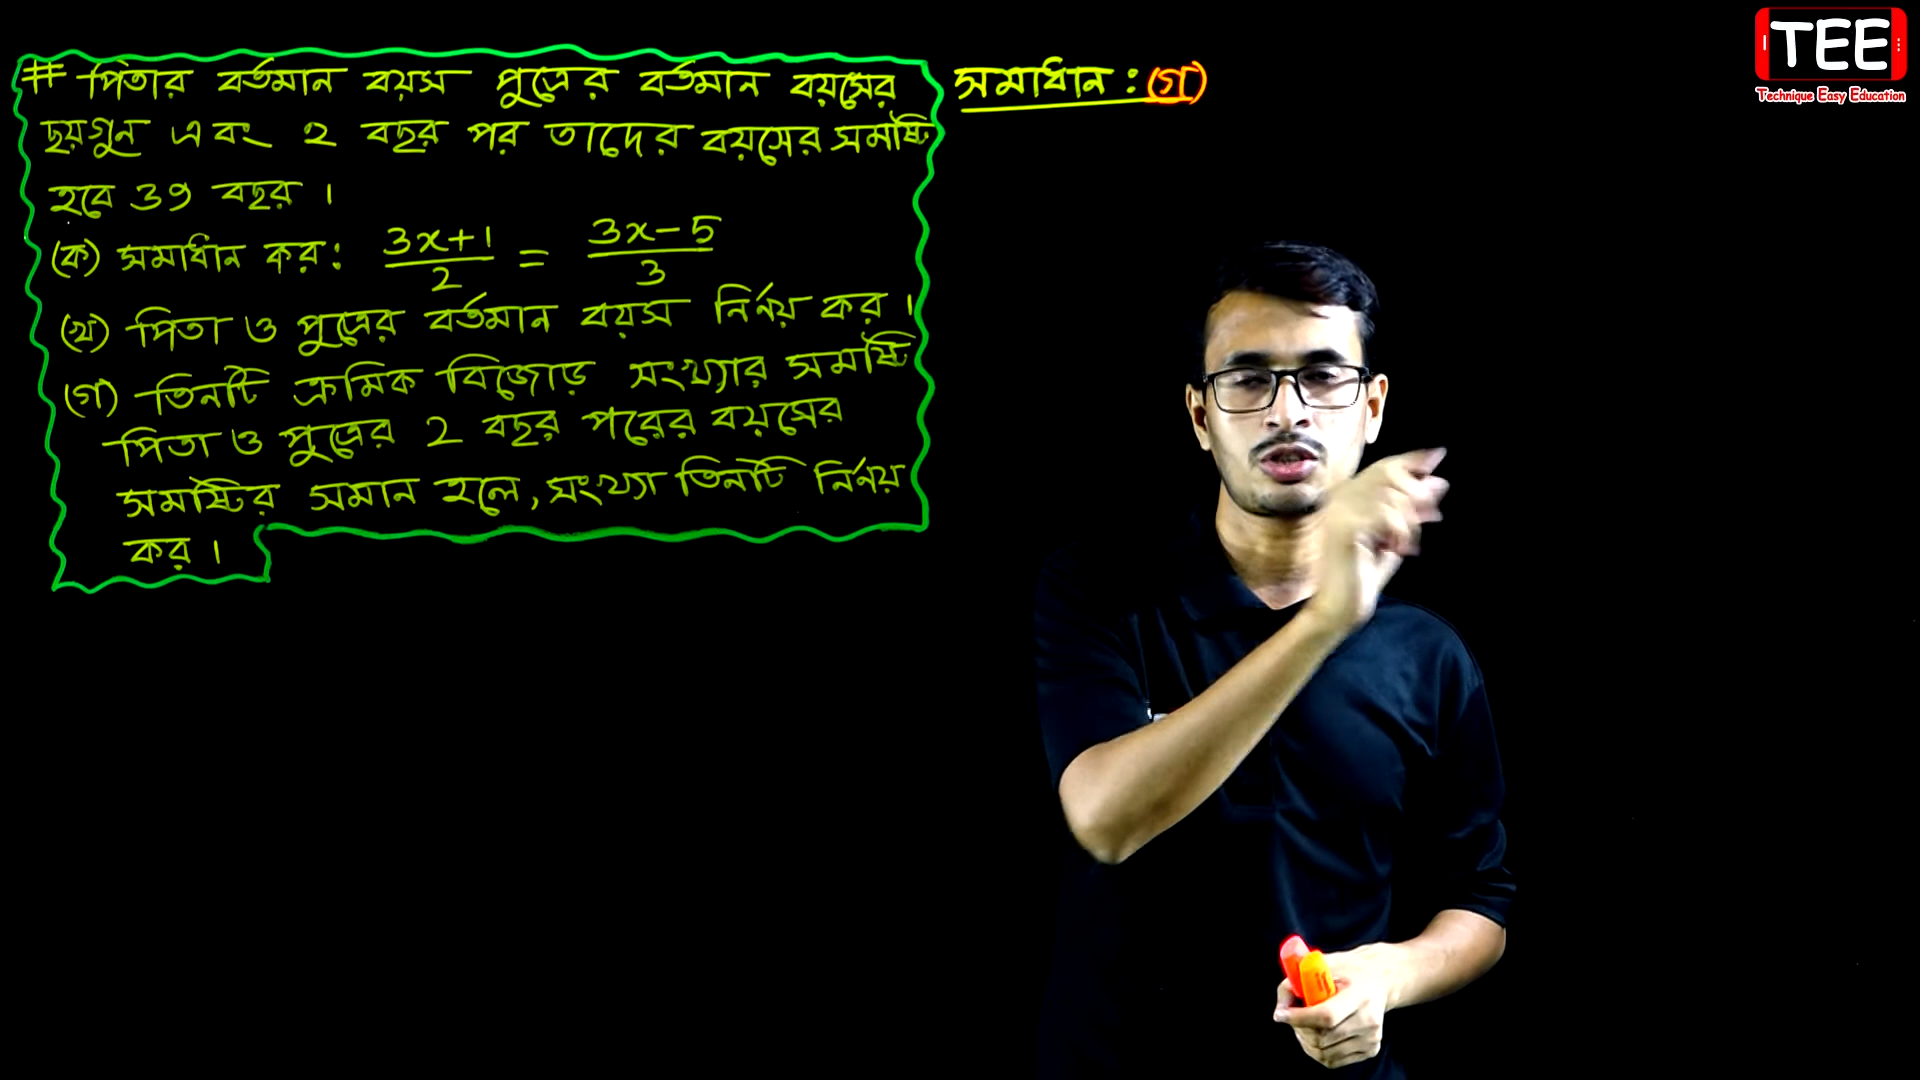 # পিতার বর্তমান বয়স পুত্রের বর্তমান বয়সের
ছয়গুন এবং ২ বছর পর তাদের বয়সের সমষ্টি
হবে 39 বছর ।
(ক) সমাধান কর: (3x+1)/2 = (3x-5)/3
(খ) পিতা ও পুত্রের বর্তমান বয়স নির্ণয় কর ।
(গ) তিনটি ক্রমিক বিজোড় সংখ্যার সমষ্টি
পিতা ও পুত্রের 2 বছর পরের বয়সের
সমষ্টির সমান হলে, সংখ্যা তিনটি নির্ণয়
কর ।
সমাধান : (গ)
TEE
Technique Easy Education